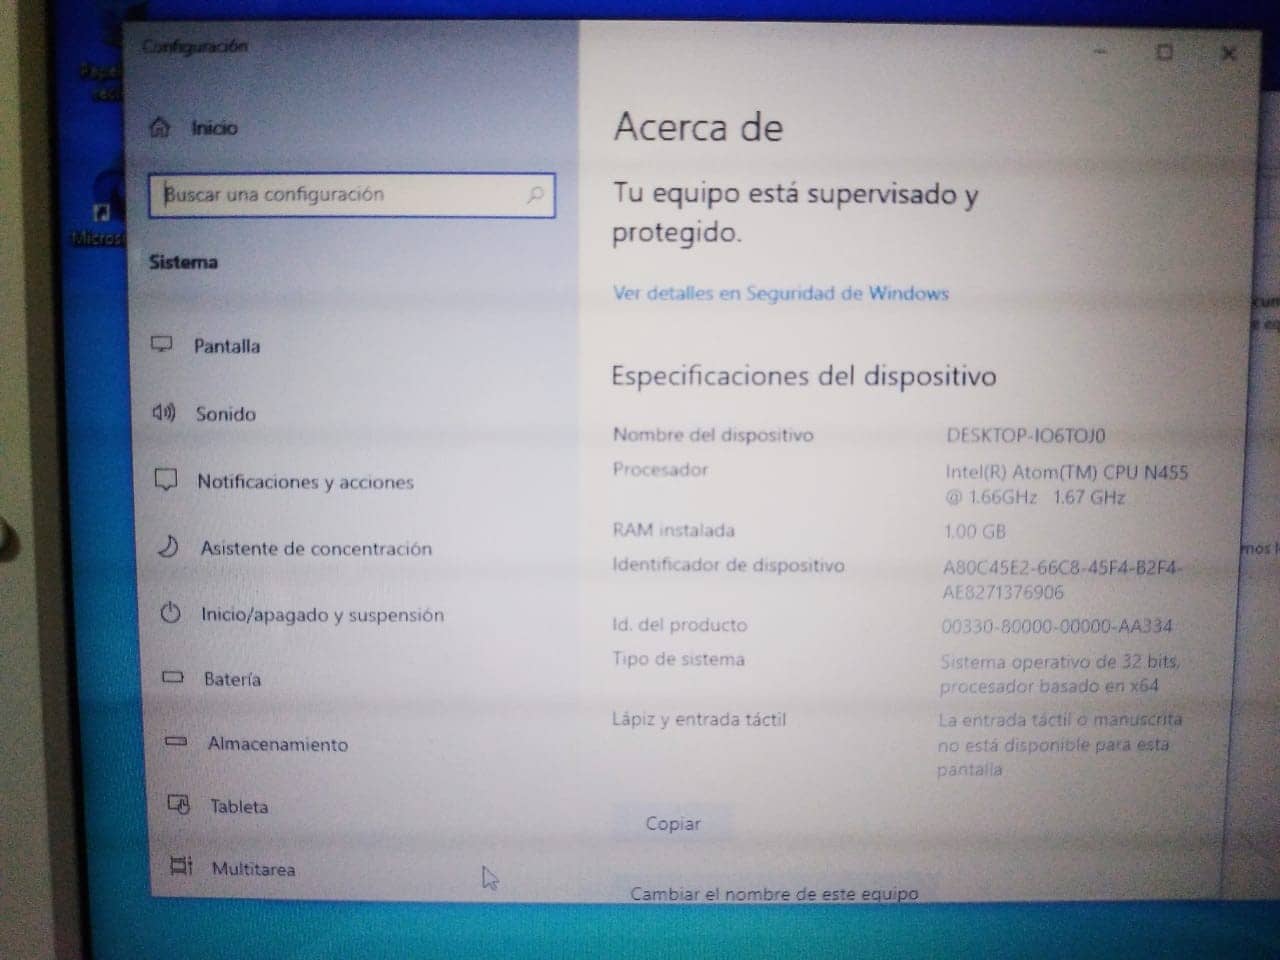 Configuración
Inicio
Buscar una configuración
Sistema
Pantalla
Sonido
Notificaciones y acciones
Asistente de concentración
Inicio/apagado y suspensión
Batería
Almacenamiento
Tableta
Multitarea
Acerca de
Tu equipo está supervisado y
protegido.
Ver detalles en Seguridad de Windows
Especificaciones del dispositivo
Nombre del dispositivo DESKTOP-IO6TOJ0
Procesador Intel(R) Atom(TM) CPU N455
@ 1.66GHz 1.67 GHz
RAM instalada 1.00 GB
Identificador de dispositivo A80C45E2-66C8-45F4-B2F4-
AE8271376906
Id. del producto 00330-80000-00000-AA334
Tipo de sistema Sistema operativo de 32 bits,
procesador basado en x64
Lápiz y entrada táctil La entrada táctil o manuscrita
no está disponible para esta
pantalla
Copiar
Cambiar el nombre de este equipo